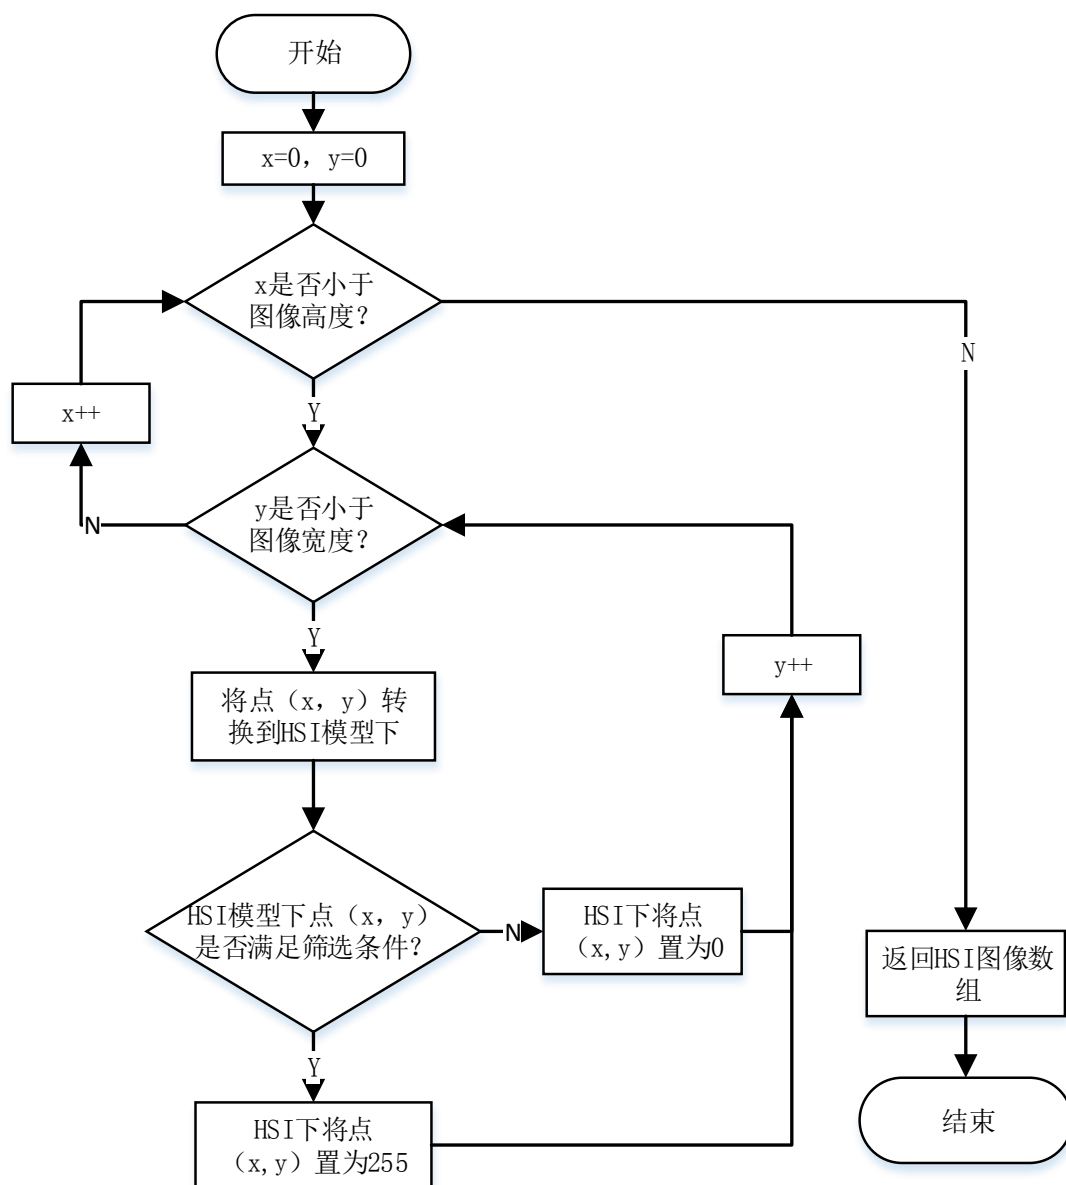 开始
x=0，y=0
x是否小于
图像高度？
N
x++
Y
y是否小于
图像宽度？
N
Y
y++
将点（x，y）转
换到HSI模型下
HSI模型下点（x，y）
是否满足筛选条件？
N
HSI下将点
（x,y）置为0
返回HSI图像数
组
Y
HSI下将点
（x,y）置为255
结束